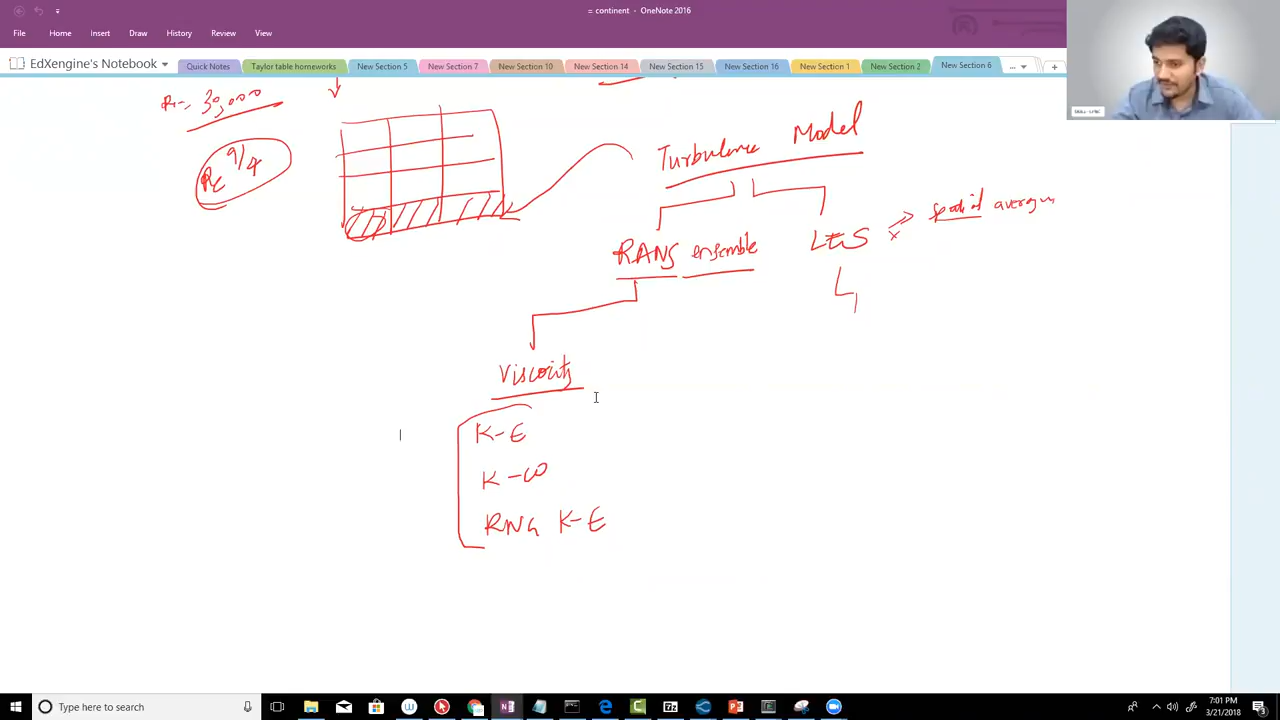 = continent - OneNote 2016
File Home Insert Draw History Review View
EdXengine's Notebook
Quick Notes Taylor table homeworks New Section 5 New Section 7 New Section 10 New Section 14 New Section 15 New Section 16 New Section 1 New Section 2 New Section 6 ...
30,000
Re 9/4
Turbulence Model
RANS ensemble
LES
spatial
Viscosity
K-E
K-ω
RNG K-E
Type here to search
7:01 PM
3/21/2018